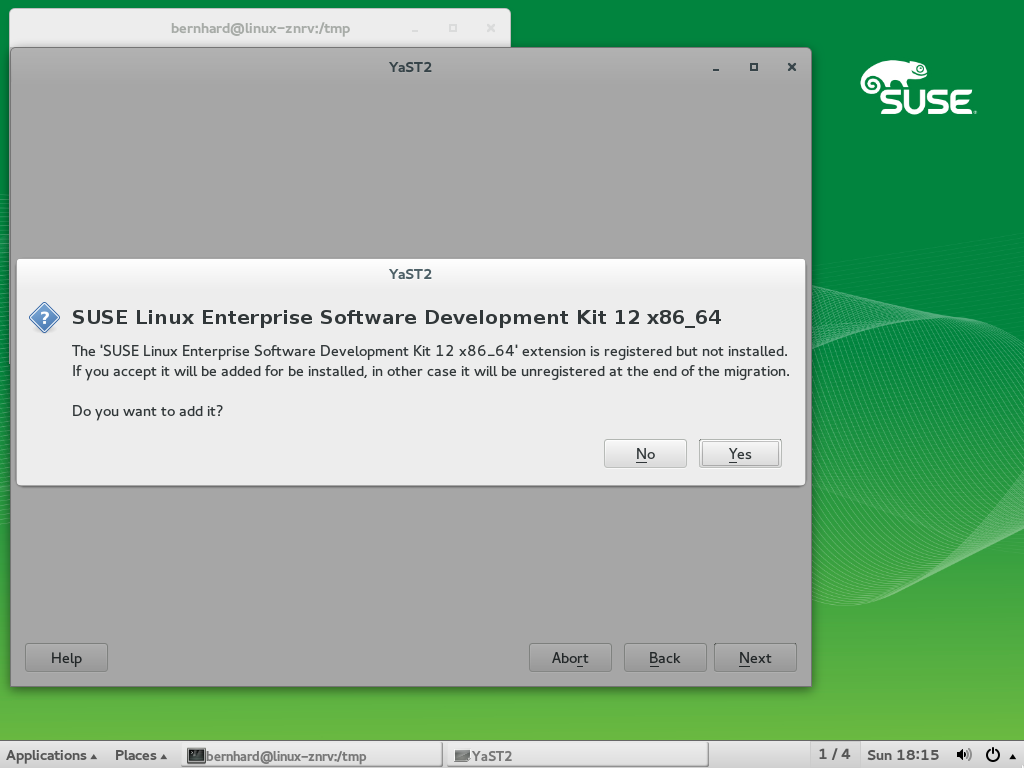 bernhard@linux-znrv:/tmp
YaST2
SUSE
YaST2
?
SUSE Linux Enterprise Software Development Kit 12 x86_64
The 'SUSE Linux Enterprise Software Development Kit 12 x86_64' extension is registered but not installed.
If you accept it will be added for be installed, in other case it will be unregistered at the end of the migration.
Do you want to add it?
No Yes
Help Abort Back Next
Applications Places bernhard@linux-znrv:/tmp YaST2 1 / 4 Sun 18:15